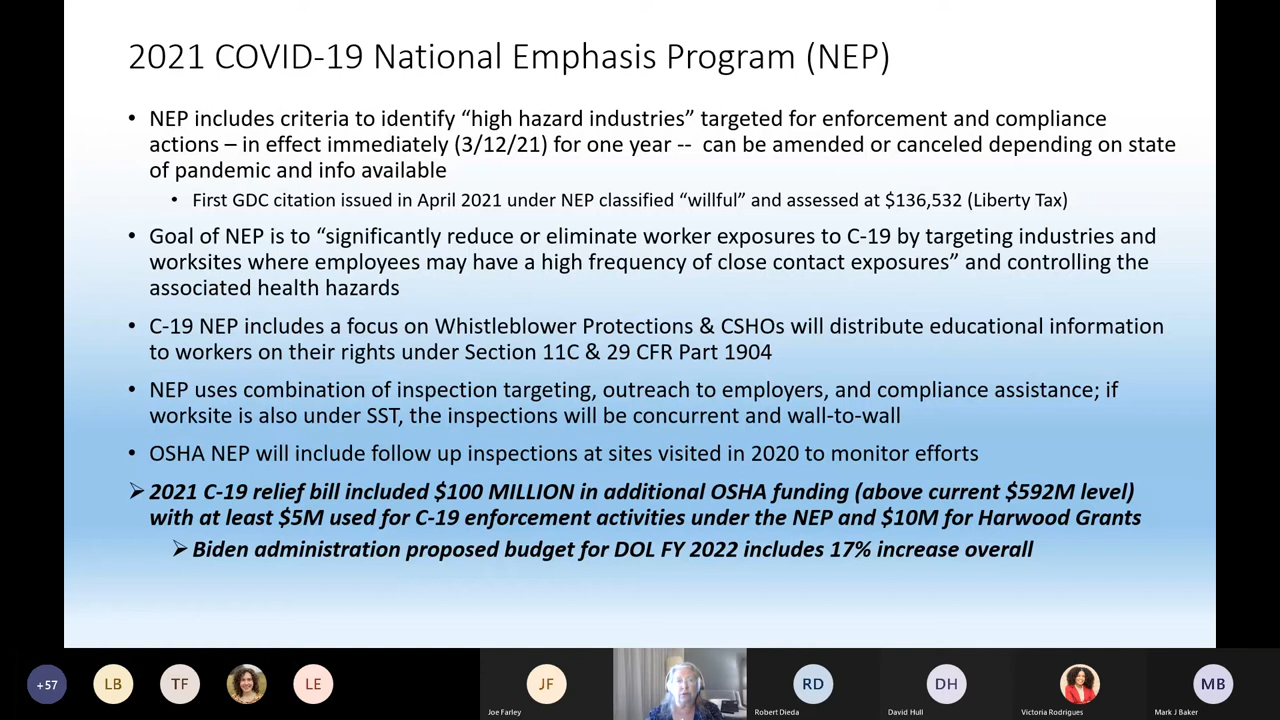 2021 COVID-19 National Emphasis Program (NEP)
• NEP includes criteria to identify “high hazard industries” targeted for enforcement and compliance
actions – in effect immediately (3/12/21) for one year -- can be amended or canceled depending on state
of pandemic and info available
• First GDC citation issued in April 2021 under NEP classified “willful” and assessed at $136,532 (Liberty Tax)
• Goal of NEP is to “significantly reduce or eliminate worker exposures to C-19 by targeting industries and
worksites where employees may have a high frequency of close contact exposures” and controlling the
associated health hazards
• C-19 NEP includes a focus on Whistleblower Protections & CSHOs will distribute educational information
to workers on their rights under Section 11C & 29 CFR Part 1904
• NEP uses combination of inspection targeting, outreach to employers, and compliance assistance; if
worksite is also under SST, the inspections will be concurrent and wall-to-wall
• OSHA NEP will include follow up inspections at sites visited in 2020 to monitor efforts
➢ 2021 C-19 relief bill included $100 MILLION in additional OSHA funding (above current $592M level)
with at least $5M used for C-19 enforcement activities under the NEP and $10M for Harwood Grants
➢ Biden administration proposed budget for DOL FY 2022 includes 17% increase overall
+57 LB TF LE JF RD DH MB
Joe Farley Robert Dieda David Hull Victoria Rodrigues Mark J Baker